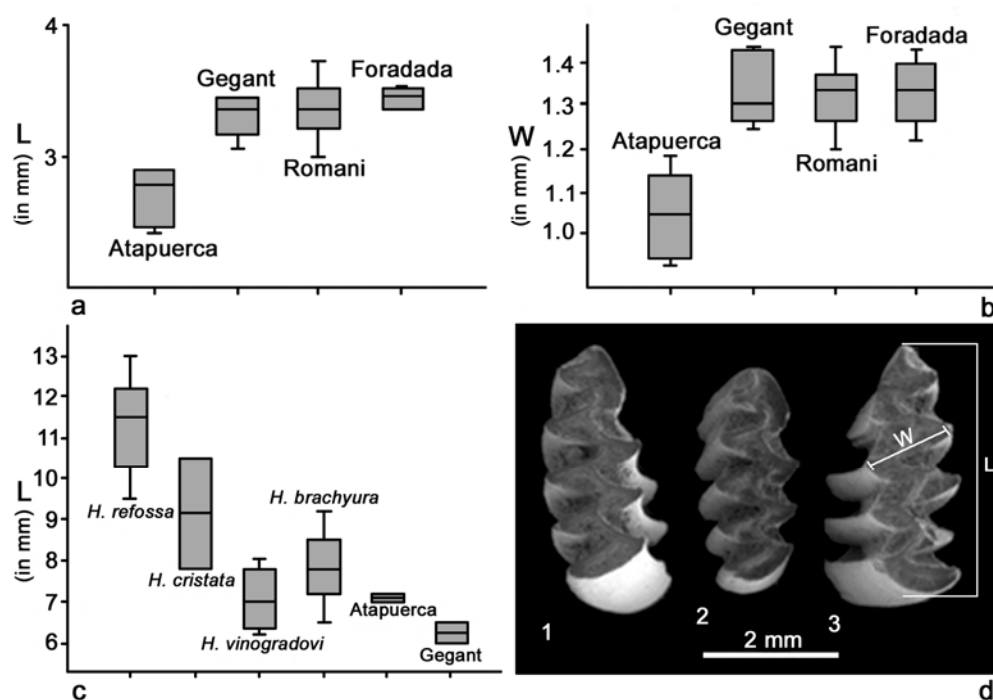 4
3
L
(in mm)
Gegant
Foradada
Romani
Atapuerca
a
1.4
1.3
1.2
1.1
1.0
W
(in mm)
Gegant
Foradada
Atapuerca
Romani
b
13
12
11
10
9
8
7
6
L
(in mm)
H. refossa
H. cristata
H. brachyura
H. vinogradovi
Atapuerca
Gegant
c
W
L
1
2
3
2 mm
d